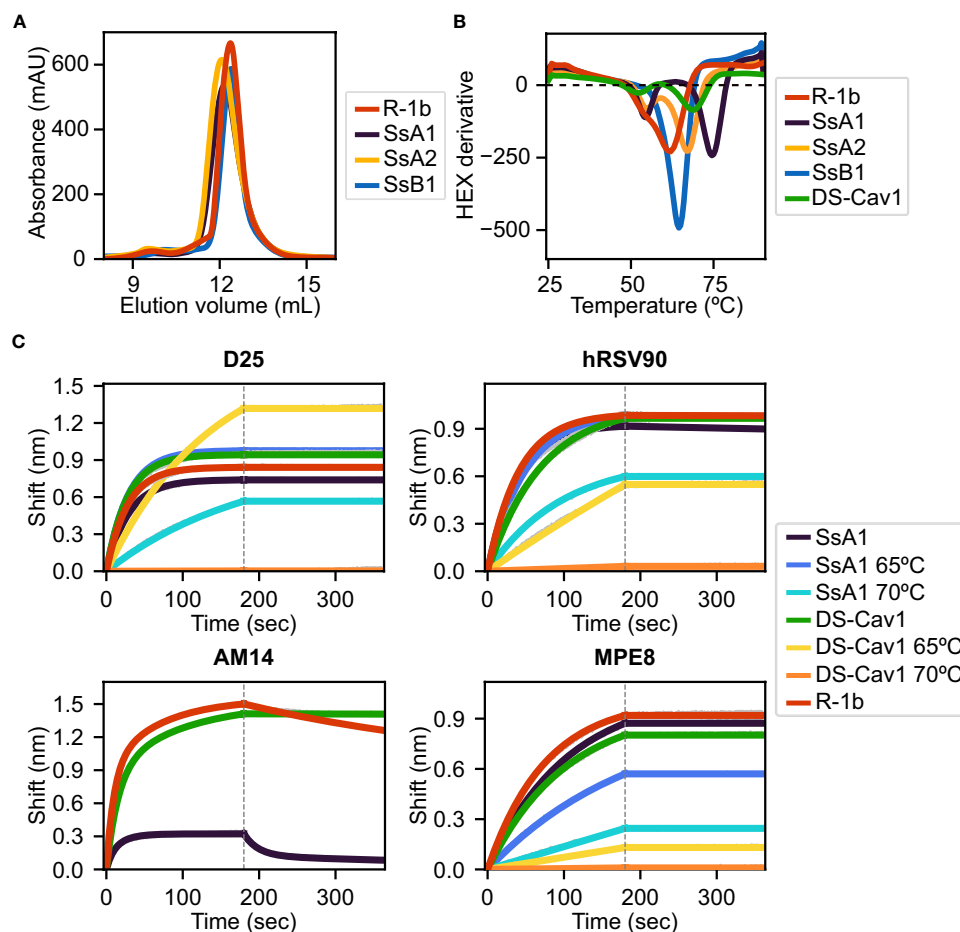 A
B
Absorbance (mAU)
600
400
200
0
9
12
15
Elution volume (mL)
R-1b
SsA1
SsA2
SsB1
HEX derivative
0
−250
−500
25
50
75
Temperature (ºC)
R-1b
SsA1
SsA2
SsB1
DS-Cav1
C
D25
Shift (nm)
1.5
1.2
0.9
0.6
0.3
0.0
0
100
200
300
Time (sec)
hRSV90
Shift (nm)
0.9
0.6
0.3
0.0
0
100
200
300
Time (sec)
AM14
Shift (nm)
1.5
1.2
0.9
0.6
0.3
0.0
0
100
200
300
Time (sec)
MPE8
Shift (nm)
0.9
0.6
0.3
0.0
0
100
200
300
Time (sec)
SsA1
SsA1 65ºC
SsA1 70ºC
DS-Cav1
DS-Cav1 65ºC
DS-Cav1 70ºC
R-1b